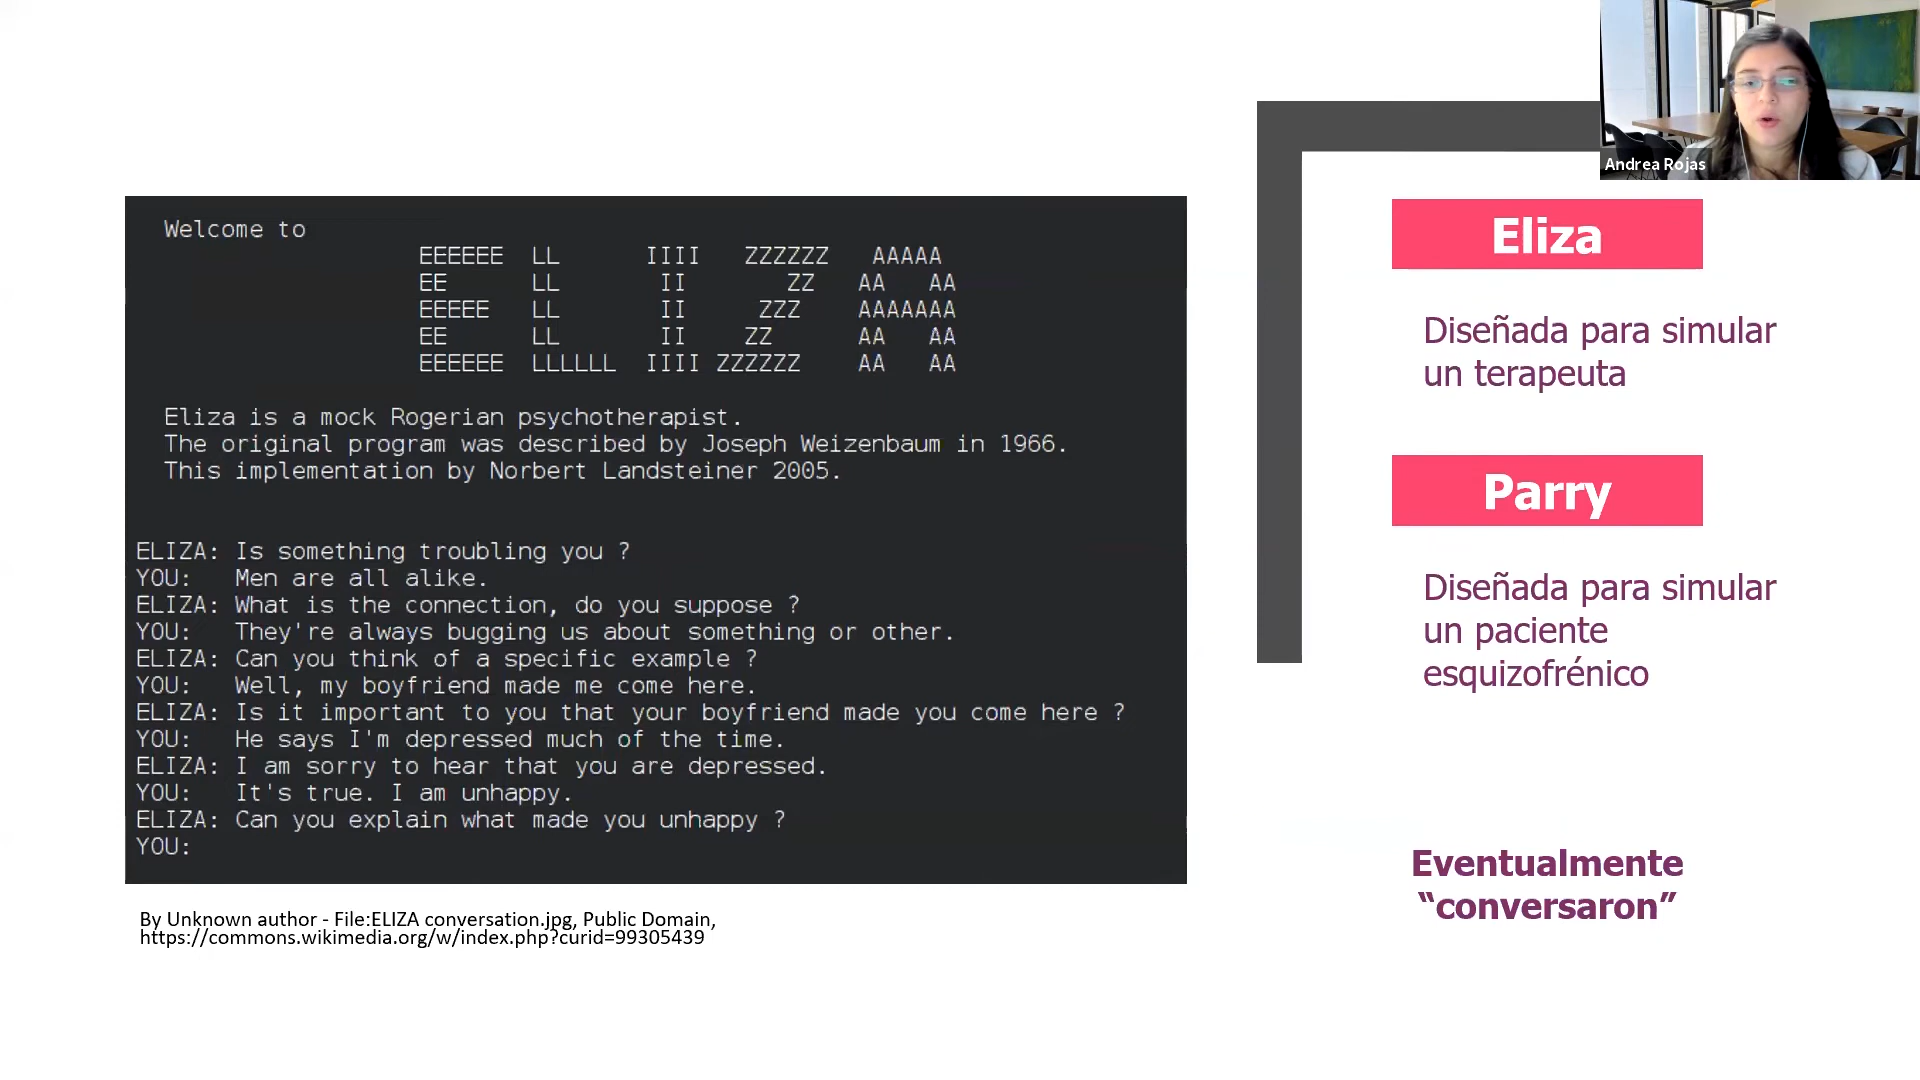 Andrea Rojas
Welcome to
EEEEEE  LL      IIII   ZZZZZZ   AAAAA
EE      LL       II        ZZ   AA   AA
EEEEE   LL       II      ZZZ    AAAAAAA
EE      LL       II     ZZ      AA   AA
EEEEEE  LLLLLL  IIII ZZZZZZ    AA   AA
Eliza is a mock Rogerian psychotherapist.
The original program was described by Joseph Weizenbaum in 1966.
This implementation by Norbert Landsteiner 2005.
ELIZA: Is something troubling you ?
YOU:   Men are all alike.
ELIZA: What is the connection, do you suppose ?
YOU:   They're always bugging us about something or other.
ELIZA: Can you think of a specific example ?
YOU:   Well, my boyfriend made me come here.
ELIZA: Is it important to you that your boyfriend made you come here ?
YOU:   He says I'm depressed much of the time.
ELIZA: I am sorry to hear that you are depressed.
YOU:   It's true. I am unhappy.
ELIZA: Can you explain what made you unhappy ?
YOU:
By Unknown author - File:ELIZA conversation.jpg, Public Domain,
https://commons.wikimedia.org/w/index.php?curid=99305439
Eliza
Diseñada para simular
un terapeuta
Parry
Diseñada para simular
un paciente
esquizofrénico
Eventualmente
“conversaron”